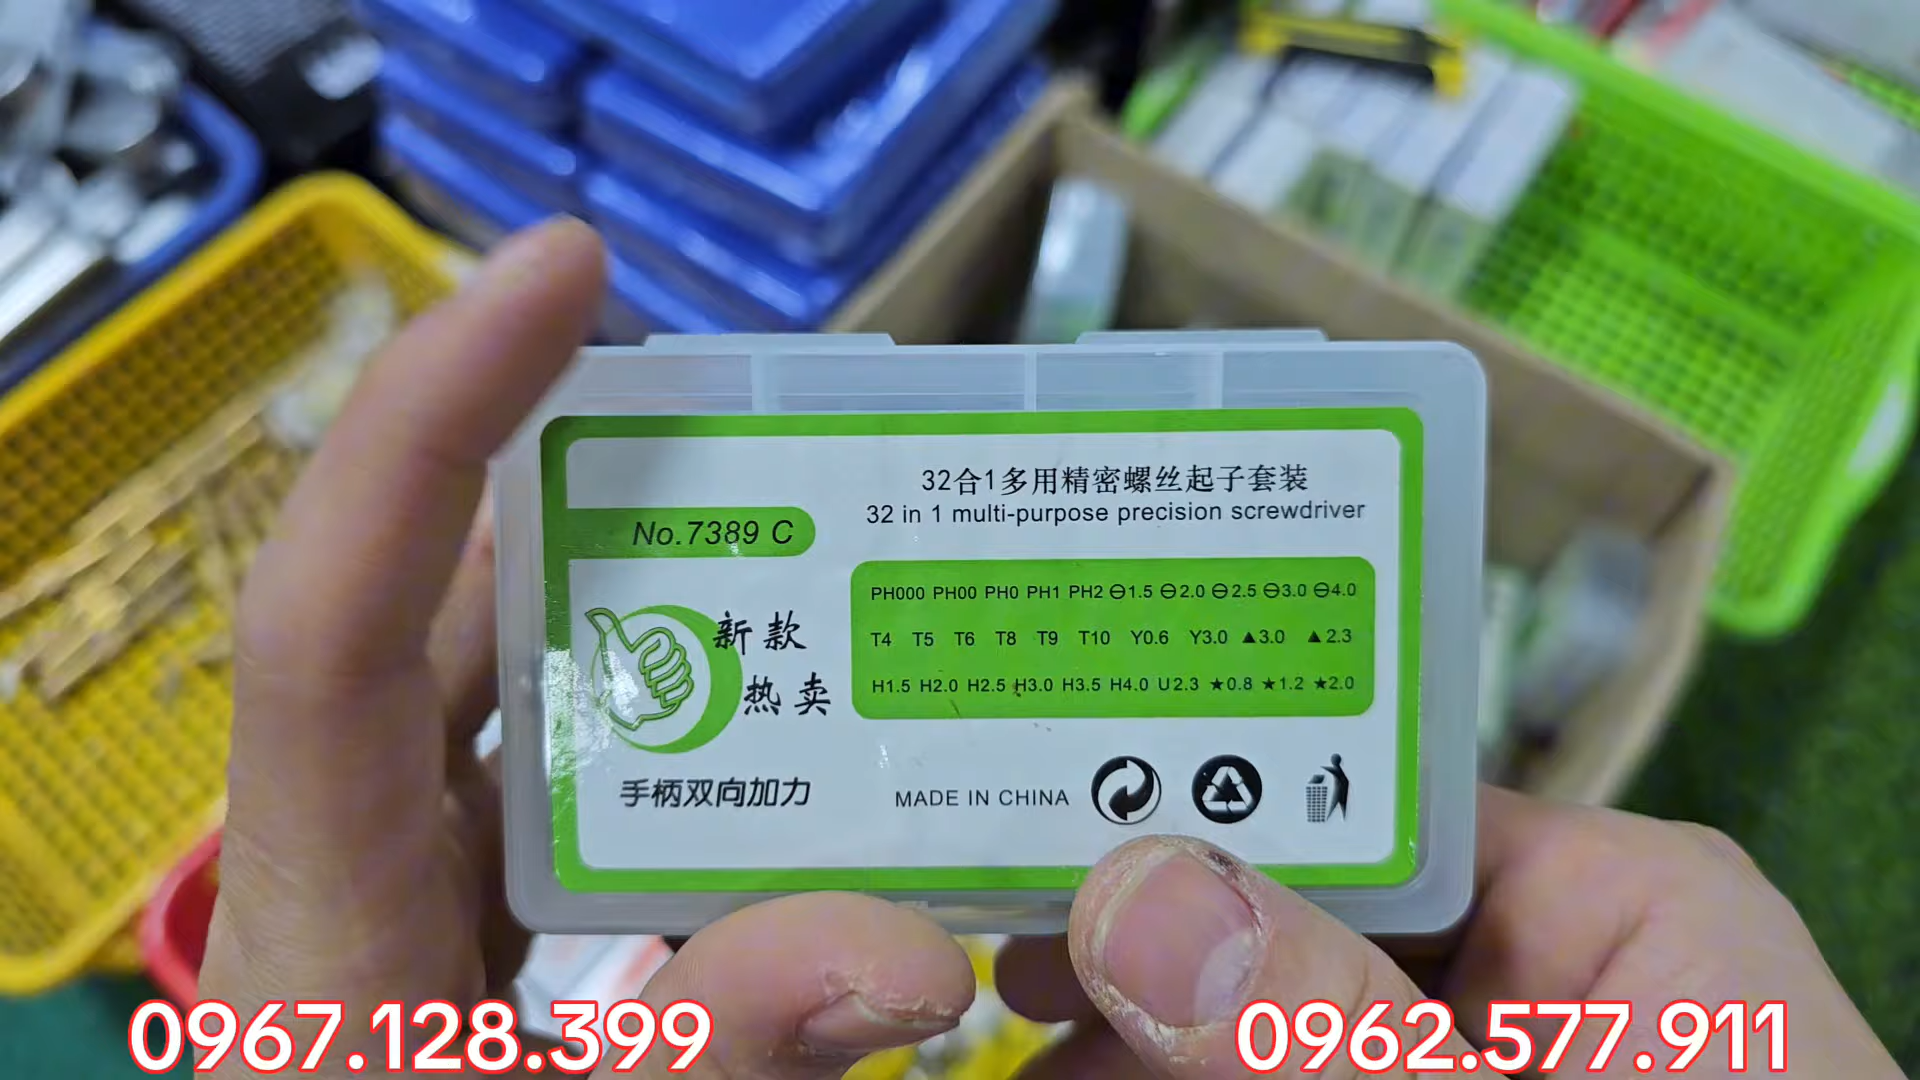 32合1多用精密螺丝起子套装
32 in 1 multi-purpose precision screwdriver
No.7389 C
PH000 PH00 PH0 PH1 PH2 ⊖1.5 ⊖2.0 ⊖2.5 ⊖3.0 ⊖4.0
T4 T5 T6 T8 T9 T10 Y0.6 Y3.0 ▲3.0 ▲2.3
H1.5 H2.0 H2.5 H3.0 H3.5 H4.0 U2.3 ★0.8 ★1.2 ★2.0
新款
热卖
手柄双向加力
MADE IN CHINA
0967.128.399
0962.577.911